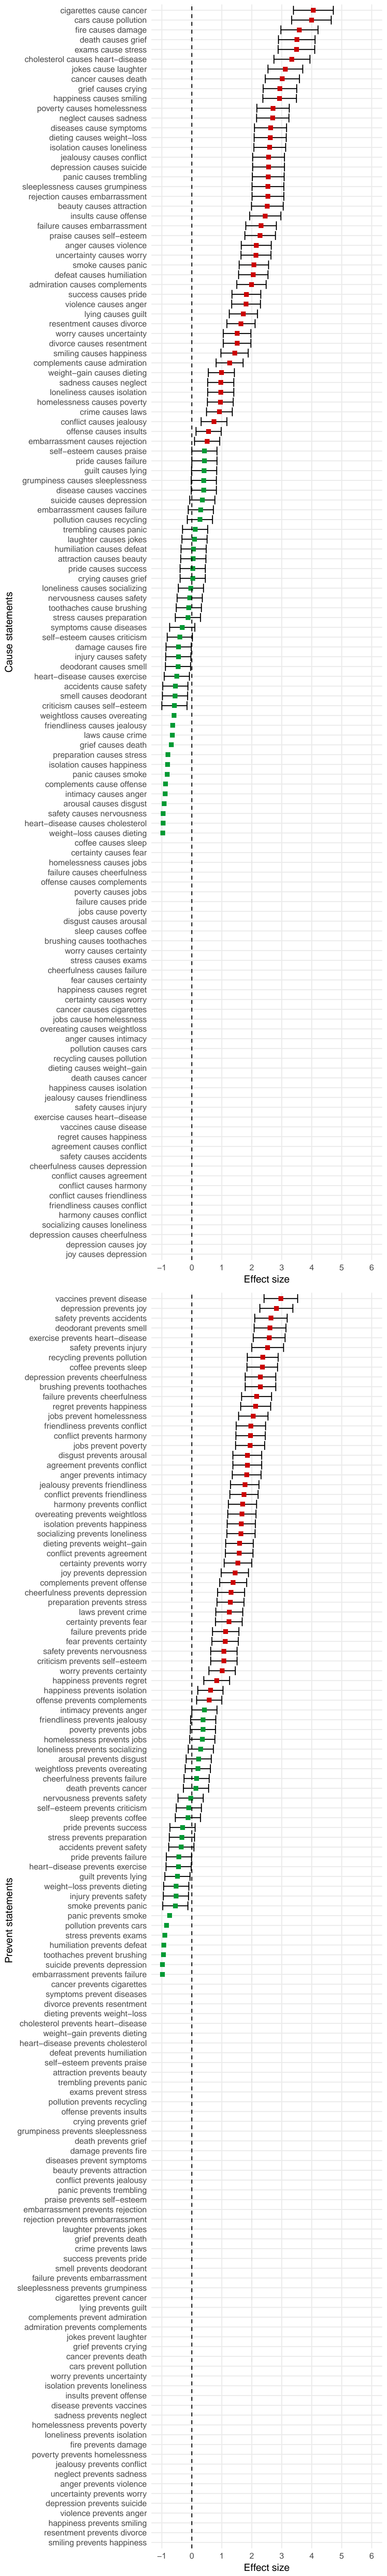 cigarettes cause cancer
cars cause pollution
fire causes damage
death causes grief
exams cause stress
cholesterol causes heart−disease
jokes cause laughter
cancer causes death
grief causes crying
happiness causes smiling
poverty causes homelessness
neglect causes sadness
diseases cause symptoms
dieting causes weight−loss
isolation causes loneliness
jealousy causes conflict
depression causes suicide
panic causes trembling
sleeplessness causes grumpiness
rejection causes embarrassment
beauty causes attraction
insults cause offense
failure causes embarrassment
praise causes self−esteem
anger causes violence
uncertainty causes worry
smoke causes panic
defeat causes humiliation
admiration causes complements
success causes pride
violence causes anger
lying causes guilt
resentment causes divorce
worry causes uncertainty
divorce causes resentment
smiling causes happiness
complements cause admiration
weight−gain causes dieting
sadness causes neglect
loneliness causes isolation
homelessness causes poverty
crime causes laws
conflict causes jealousy
offense causes insults
embarrassment causes rejection
self−esteem causes praise
pride causes failure
guilt causes lying
grumpiness causes sleeplessness
disease causes vaccines
suicide causes depression
embarrassment causes failure
pollution causes recycling
trembling causes panic
laughter causes jokes
humiliation causes defeat
attraction causes beauty
pride causes success
crying causes grief
loneliness causes socializing
nervousness causes safety
toothaches cause brushing
stress causes preparation
symptoms cause diseases
self−esteem causes criticism
damage causes fire
injury causes safety
deodorant causes smell
heart−disease causes exercise
accidents cause safety
smell causes deodorant
criticism causes self−esteem
weightloss causes overeating
friendliness causes jealousy
laws cause crime
grief causes death
preparation causes stress
isolation causes happiness
panic causes smoke
complements cause offense
intimacy causes anger
arousal causes disgust
safety causes nervousness
heart−disease causes cholesterol
weight−loss causes dieting
coffee causes sleep
certainty causes fear
homelessness causes jobs
failure causes cheerfulness
offense causes complements
poverty causes jobs
failure causes pride
jobs cause poverty
disgust causes arousal
sleep causes coffee
brushing causes toothaches
worry causes certainty
stress causes exams
cheerfulness causes failure
fear causes certainty
happiness causes regret
certainty causes worry
cancer causes cigarettes
jobs cause homelessness
overeating causes weightloss
anger causes intimacy
pollution causes cars
recycling causes pollution
dieting causes weight−gain
death causes cancer
happiness causes isolation
jealousy causes friendliness
safety causes injury
exercise causes heart−disease
vaccines cause disease
regret causes happiness
agreement causes conflict
safety causes accidents
cheerfulness causes depression
conflict causes agreement
conflict causes harmony
conflict causes friendliness
friendliness causes conflict
harmony causes conflict
socializing causes loneliness
depression causes cheerfulness
depression causes joy
joy causes depression
Cause statements
−1 0 1 2 3 4 5 6
Effect size
vaccines prevent disease
depression prevents joy
safety prevents accidents
deodorant prevents smell
exercise prevents heart−disease
safety prevents injury
recycling prevents pollution
coffee prevents sleep
depression prevents cheerfulness
brushing prevents toothaches
failure prevents cheerfulness
regret prevents happiness
jobs prevent homelessness
friendliness prevents conflict
conflict prevents harmony
jobs prevent poverty
disgust prevents arousal
agreement prevents conflict
anger prevents intimacy
jealousy prevents friendliness
conflict prevents friendliness
harmony prevents conflict
overeating prevents weightloss
isolation prevents happiness
socializing prevents loneliness
dieting prevents weight−gain
conflict prevents agreement
certainty prevents worry
joy prevents depression
complements prevent offense
cheerfulness prevents depression
preparation prevents stress
laws prevent crime
certainty prevents fear
failure prevents pride
fear prevents certainty
safety prevents nervousness
criticism prevents self−esteem
worry prevents certainty
happiness prevents regret
happiness prevents isolation
offense prevents complements
intimacy prevents anger
friendliness prevents jealousy
poverty prevents jobs
homelessness prevents jobs
loneliness prevents socializing
arousal prevents disgust
weightloss prevents overeating
cheerfulness prevents failure
death prevents cancer
nervousness prevents safety
self−esteem prevents criticism
sleep prevents coffee
pride prevents success
stress prevents preparation
accidents prevent safety
pride prevents failure
heart−disease prevents exercise
guilt prevents lying
weight−loss prevents dieting
injury prevents safety
smoke prevents panic
panic prevents smoke
pollution prevents cars
stress prevents exams
humiliation prevents defeat
toothaches prevent brushing
suicide prevents depression
embarrassment prevents failure
cancer prevents cigarettes
symptoms prevent diseases
divorce prevents resentment
dieting prevents weight−loss
cholesterol prevents heart−disease
weight−gain prevents dieting
heart−disease prevents cholesterol
defeat prevents humiliation
self−esteem prevents praise
attraction prevents beauty
trembling prevents panic
exams prevent stress
pollution prevents recycling
offense prevents insults
crying prevents grief
grumpiness prevents sleeplessness
death prevents grief
damage prevents fire
diseases prevent symptoms
beauty prevents attraction
conflict prevents jealousy
panic prevents trembling
praise prevents self−esteem
embarrassment prevents rejection
rejection prevents embarrassment
laughter prevents jokes
grief prevents death
crime prevents laws
success prevents pride
smell prevents deodorant
failure prevents embarrassment
sleeplessness prevents grumpiness
cigarettes prevent cancer
lying prevents guilt
complements prevent admiration
admiration prevents complements
jokes prevent laughter
grief prevents crying
cancer prevents death
cars prevent pollution
worry prevents uncertainty
isolation prevents loneliness
insults prevent offense
disease prevents vaccines
sadness prevents neglect
homelessness prevents poverty
loneliness prevents isolation
fire prevents damage
poverty prevents homelessness
jealousy prevents conflict
neglect prevents sadness
anger prevents violence
uncertainty prevents worry
depression prevents suicide
violence prevents anger
happiness prevents smiling
resentment prevents divorce
smiling prevents happiness
Prevent statements
−1 0 1 2 3 4 5 6
Effect size